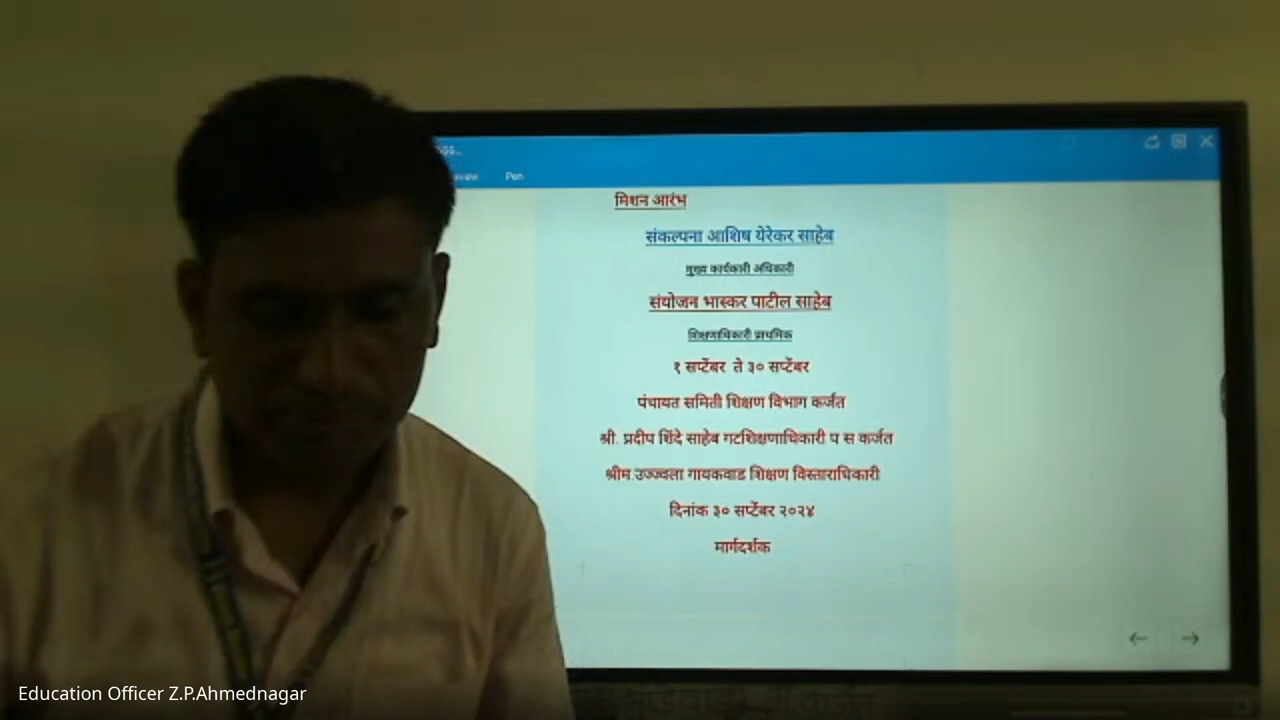 Pen
मिशन आरंभ
संकल्पना आशिष येरेकर साहेब
मुख्य कार्यकारी अधिकारी
संयोजन भास्कर पाटील साहेब
शिक्षणाधिकारी प्राथमिक
१ सप्टेंबर ते ३० सप्टेंबर
पंचायत समिती शिक्षण विभाग कर्जत
श्री. प्रदीप शिंदे साहेब गटशिक्षणाधिकारी प स कर्जत
श्रीम.उज्ज्वला गायकवाड शिक्षण विस्ताराधिकारी
दिनांक ३० सप्टेंबर २०२४
मार्गदर्शक
Education Officer Z.P.Ahmednagar